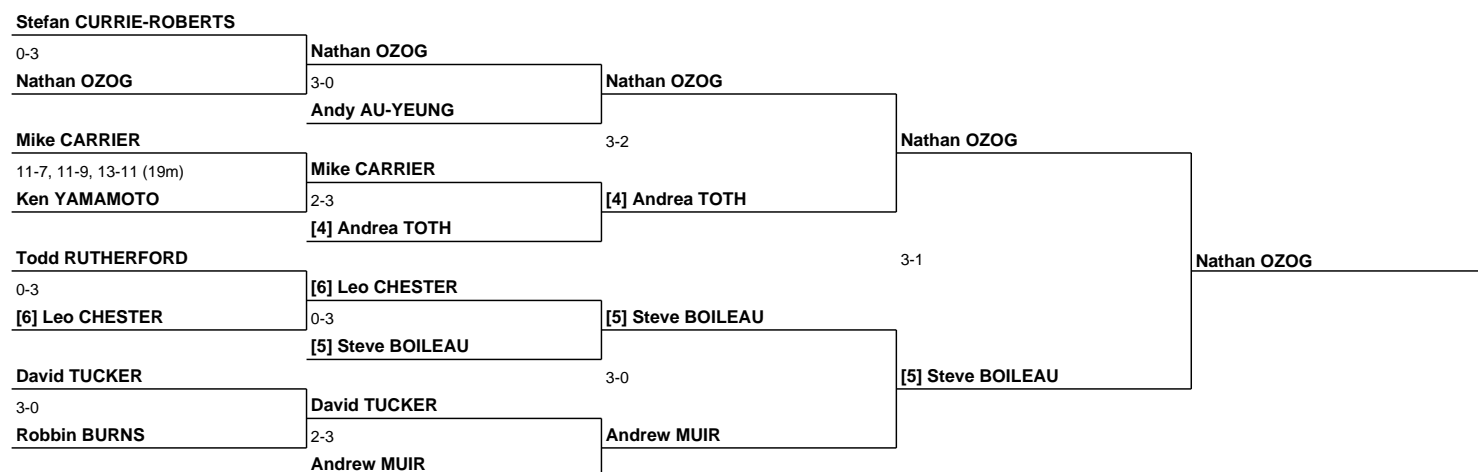 Stefan CURRIE-ROBERTS
0-3
Nathan OZOG
Mike CARRIER
11-7, 11-9, 13-11 (19m)
Ken YAMAMOTO
Todd RUTHERFORD
0-3
[6] Leo CHESTER
David TUCKER
3-0
Robbin BURNS
Nathan OZOG
3-0
Andy AU-YEUNG
Mike CARRIER
2-3
[4] Andrea TOTH
[6] Leo CHESTER
0-3
[5] Steve BOILEAU
David TUCKER
2-3
Andrew MUIR
Nathan OZOG
3-2
[4] Andrea TOTH
[5] Steve BOILEAU
3-0
Andrew MUIR
Nathan OZOG
3-1
[5] Steve BOILEAU
Nathan OZOG